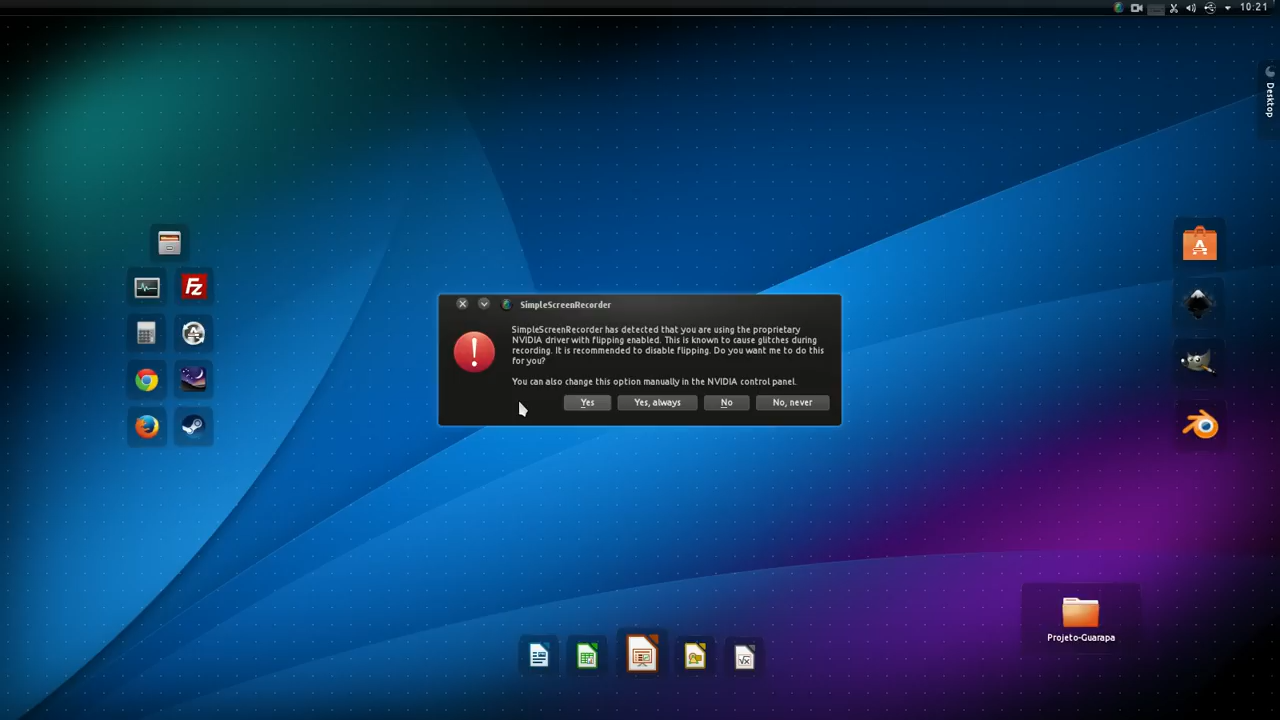 10:21
Desktop
SimpleScreenRecorder
SimpleScreenRecorder has detected that you are using the proprietary
NVIDIA driver with flipping enabled. This is known to cause glitches during
recording. It is recommended to disable flipping. Do you want me to do this
for you?
You can also change this option manually in the NVIDIA control panel.
Yes
Yes, always
No
No, never
Fz
Projeto-Guarapa